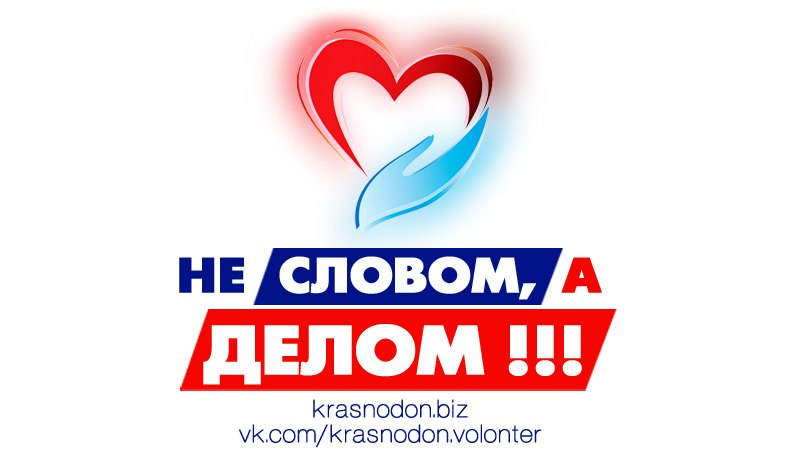 НЕ СЛОВОМ, А
ДЕЛОМ !!!
krasnodon.biz
vk.com/krasnodon.volonter